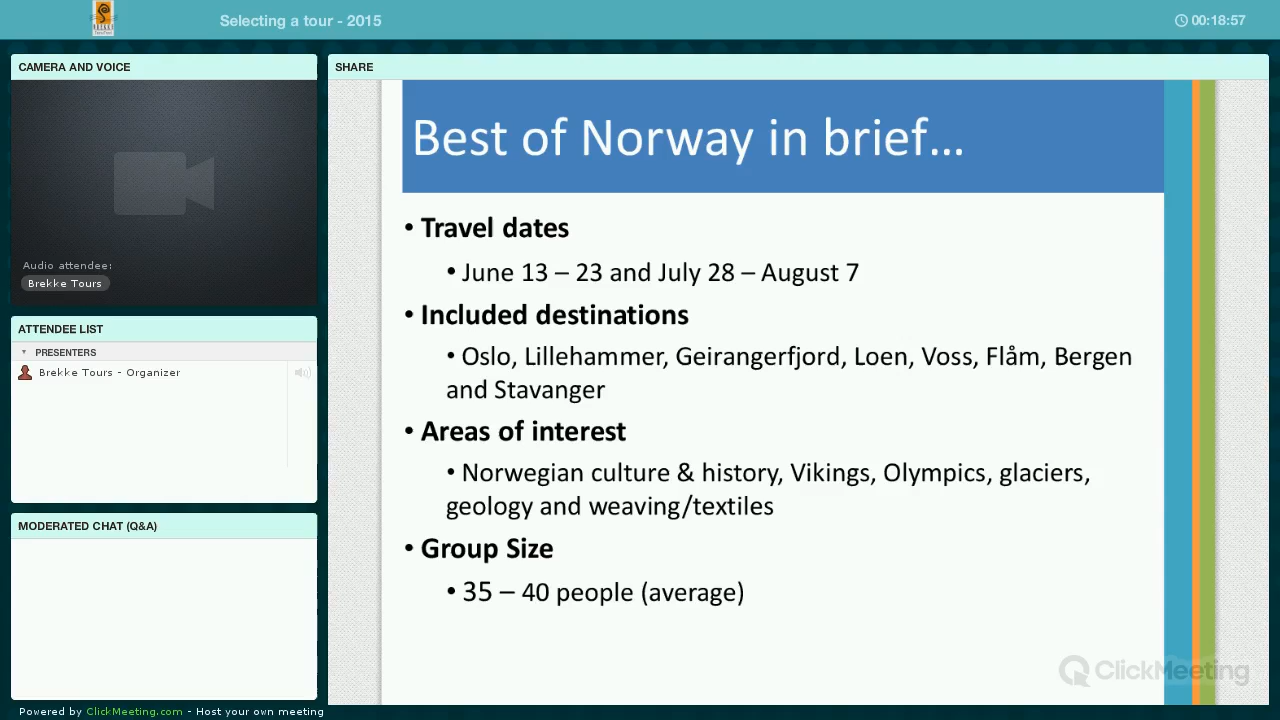 Selecting a tour - 2015
00:18:57
CAMERA AND VOICE
Audio attendee:
Brekke Tours
ATTENDEE LIST
PRESENTERS
Brekke Tours - Organizer
MODERATED CHAT (Q&A)
SHARE
Best of Norway in brief…
• Travel dates
• June 13 – 23 and July 28 – August 7
• Included destinations
• Oslo, Lillehammer, Geirangerfjord, Loen, Voss, Flåm, Bergen
and Stavanger
• Areas of interest
• Norwegian culture & history, Vikings, Olympics, glaciers,
geology and weaving/textiles
• Group Size
• 35 – 40 people (average)
ClickMeeting
Powered by ClickMeeting.com - Host your own meeting